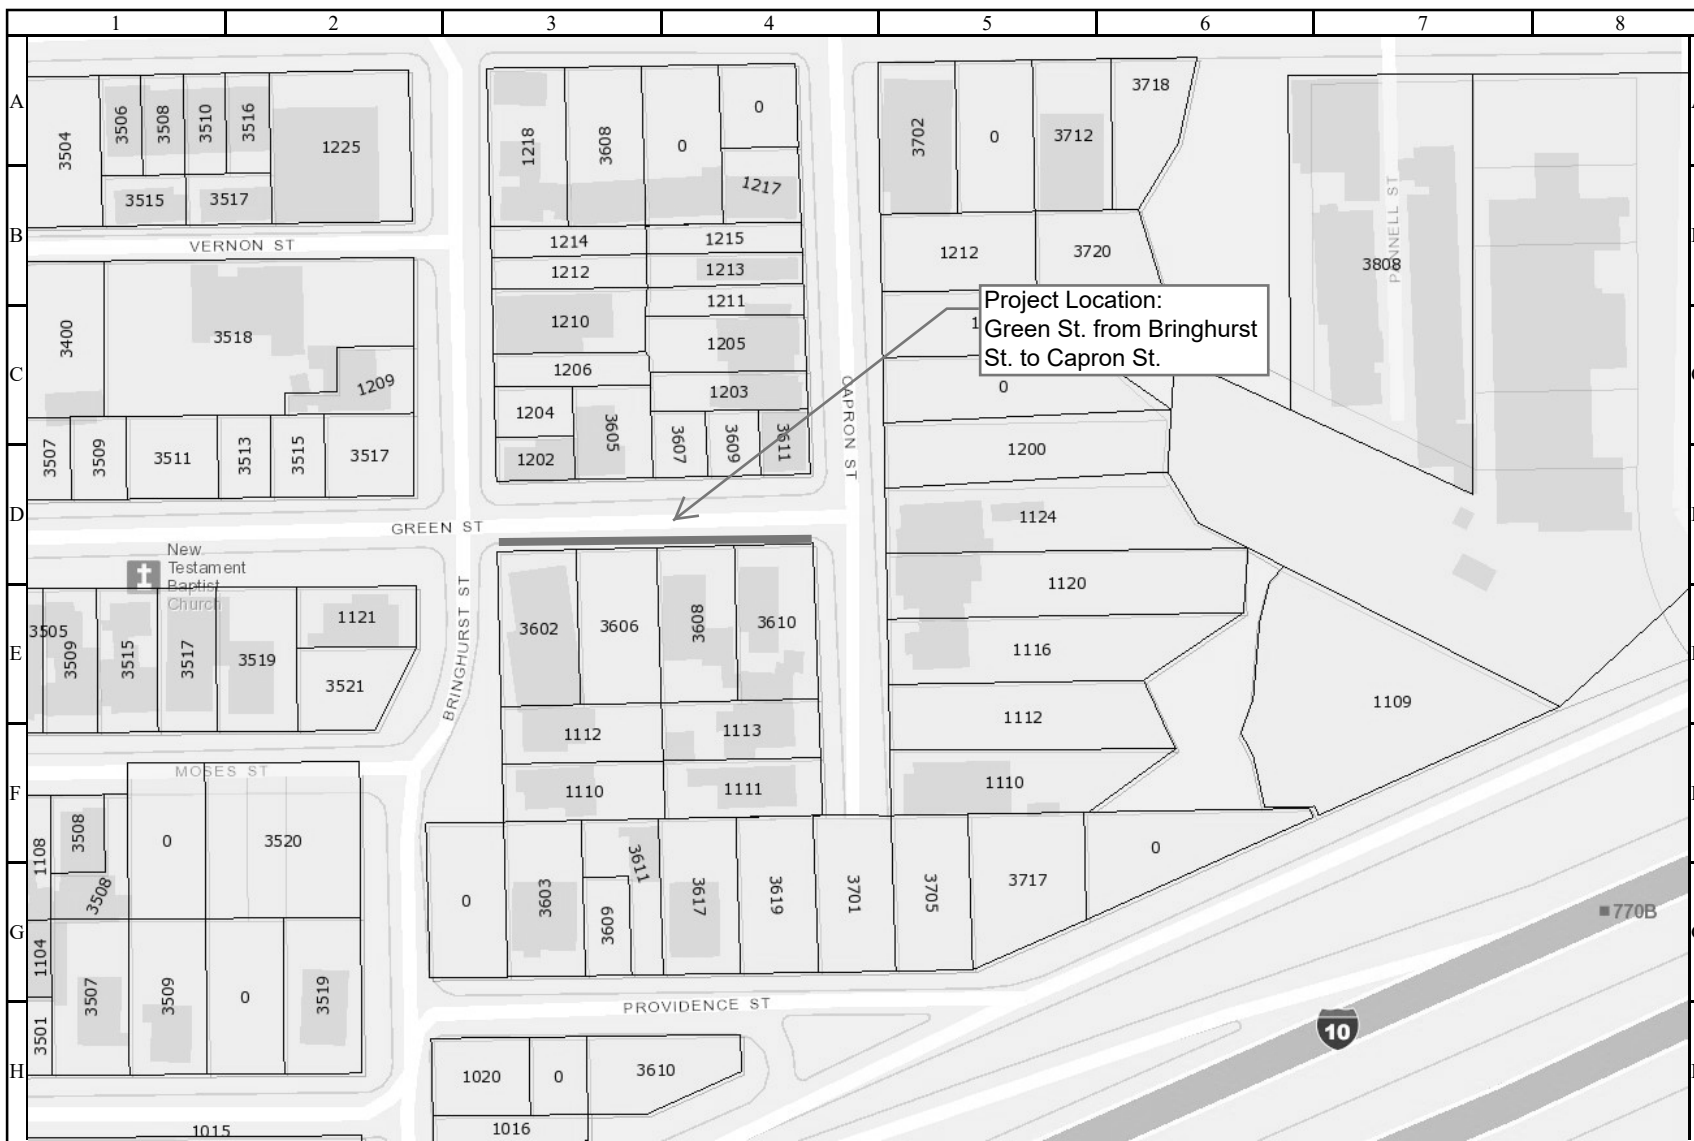 1 2 3 4 5 6 7 8
A
3504 3506 3508 3510 3516 1225
1218 3608 0 0
3702 0 3712 3718
3515 3517
1217
B
VERNON ST
1214 1215
1212 1213
1212 3720
3808
PANNELL ST
1211
1210
1205
Project Location:
Green St. from Bringhurst
St. to Capron St.
1
3400 3518
C
1209
1206
1203
0
CAPRON ST
1204
3605
3607 3609 3611
1202
1200
3507 3509 3511 3513 3515 3517
D
GREEN ST
1124
New
Testament
Baptist
Church
1120
BRINGHURST ST
3505 3509 3515 3517 3519 1121
3602 3606 3608 3610
E
3521
1116
1112 1113
1112
1109
MOSES ST
F
1110 1111
1110
1108 3508 0 3520
3508
0 3603 3611 3609 3617 3619 3701 3705 3717 0
G
770B
1104
3507 3509 0 3519
3501
PROVIDENCE ST
10
H
1020 0 3610
1015
1016